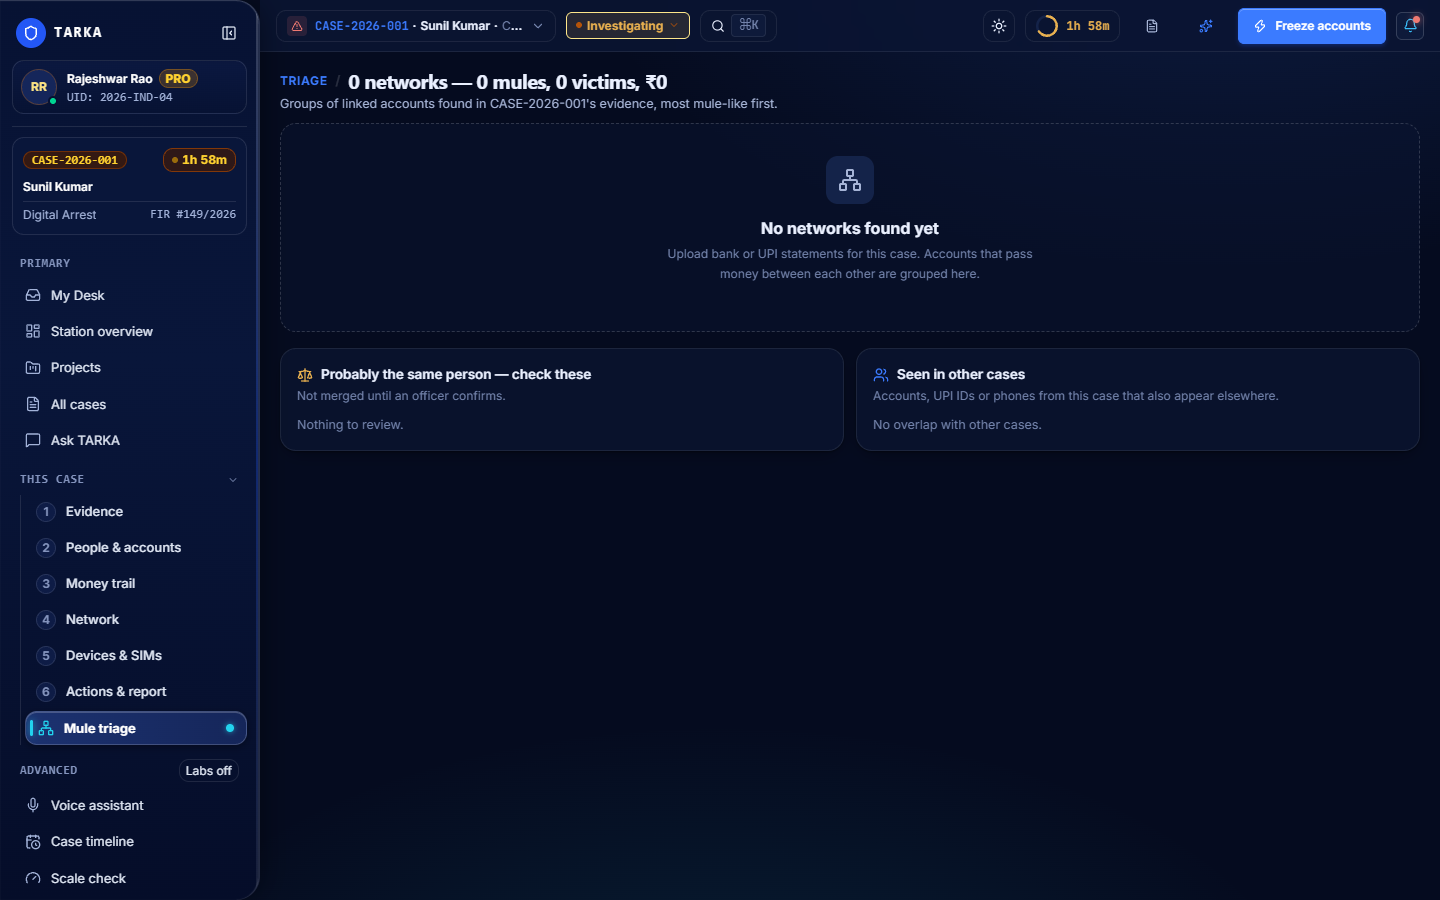 TARKA
Rajeshwar Rao PRO
RR
UID: 2026-IND-04
CASE-2026-001 1h 58m
Sunil Kumar
Digital Arrest FIR #149/2026
PRIMARY
My Desk
Station overview
Projects
All cases
Ask TARKA
THIS CASE
1 Evidence
2 People & accounts
3 Money trail
4 Network
5 Devices & SIMs
6 Actions & report
Mule triage
ADVANCED Labs off
Voice assistant
Case timeline
Scale check
CASE-2026-001 · Sunil Kumar · C... Investigating ⌘K 1h 58m Freeze accounts
TRIAGE / 0 networks — 0 mules, 0 victims, ₹0
Groups of linked accounts found in CASE-2026-001's evidence, most mule-like first.
No networks found yet
Upload bank or UPI statements for this case. Accounts that pass
money between each other are grouped here.
Probably the same person — check these
Not merged until an officer confirms.
Nothing to review.
Seen in other cases
Accounts, UPI IDs or phones from this case that also appear elsewhere.
No overlap with other cases.